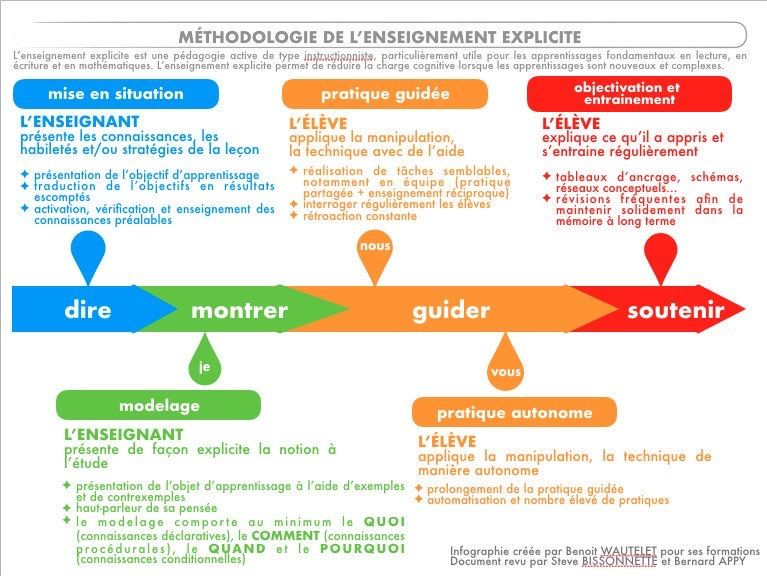 MÉTHODOLOGIE DE L'ENSEIGNEMENT EXPLICITE
L'enseignement explicite est une pédagogie active de type instructionniste, particulièrement utile pour les apprentissages fondamentaux en lecture, en
écriture et en mathématiques. L'enseignement explicite permet de réduire la charge cognitive lorsque les apprentissages sont nouveaux et complexes.
mise en situation
L'ENSEIGNANT
présente les connaissances, les
habiletés et/ou stratégies de la leçon
✦ présentation de l'objectif d'apprentissage
✦ traduction de l'objectifs en résultats
escomptés
✦ activation, vérification et enseignement des
connaissances préalables
pratique guidée
L'ÉLÈVE
applique la manipulation,
la technique avec de l'aide
✦ réalisation de tâches semblables,
notamment en équipe (pratique
partagée + enseignement réciproque)
✦ interroger régulièrement les élèves
✦ rétroaction constante
objectivation et
entraînement
L'ÉLÈVE
explique ce qu'il a appris et
s'entraine régulièrement
✦ tableaux d'ancrage, schémas,
réseaux conceptuels...
✦ révisions fréquentes afin de
maintenir solidement dans la
mémoire à long terme
nous
dire
montrer
guider
soutenir
je
vous
modelage
L'ENSEIGNANT
présente de façon explicite la notion à
l'étude
✦ présentation de l'objet d'apprentissage à l'aide d'exemples
et de contrexemples
✦ haut-parleur de sa pensée
✦ le modelage comporte au minimum le QUOI
(connaissances déclaratives), le COMMENT (connaissances
procédurales), le QUAND et le POURQUOI
(connaissances conditionnelles)
pratique autonome
L'ÉLÈVE
applique la manipulation, la technique de
manière autonome
✦ prolongement de la pratique guidée
✦ automatisation et nombre élevé de pratiques
Infographie créée par Benoit WAUTELET pour ses formations
Document revu par Steve BISSONNETTE et Bernard APPY